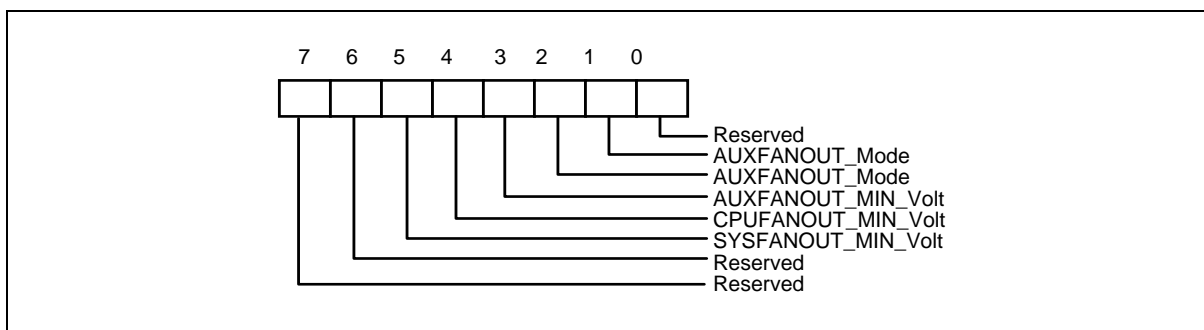 7 6 5 4 3 2 1 0
Reserved
AUXFANOUT_Mode
AUXFANOUT_Mode
AUXFANOUT_MIN_Volt
CPUFANOUT_MIN_Volt
SYSFANOUT_MIN_Volt
Reserved
Reserved